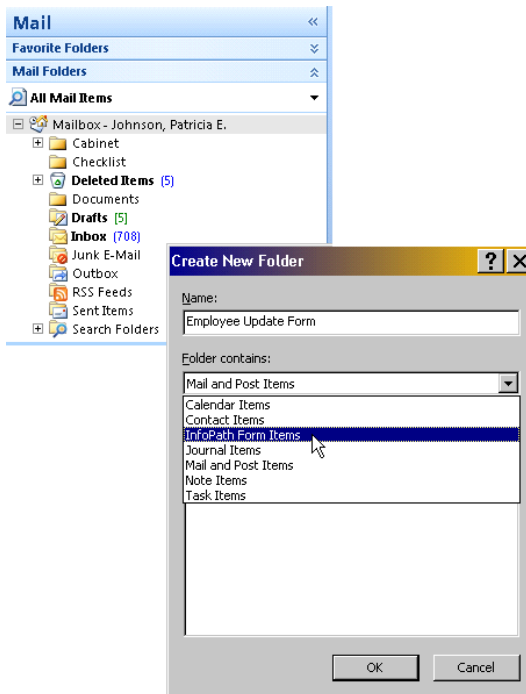 Mail
Favorite Folders
Mail Folders
All Mail Items
Mailbox - Johnson, Patricia E.
Cabinet
Checklist
Deleted Items (5)
Documents
Drafts [5]
Inbox (708)
Junk E-Mail
Outbox
RSS Feeds
Sent Items
Search Folders
Create New Folder
Name:
Employee Update Form
Folder contains:
Mail and Post Items
Calendar Items
Contact Items
InfoPath Form Items
Journal Items
Mail and Post Items
Note Items
Task Items
OK Cancel